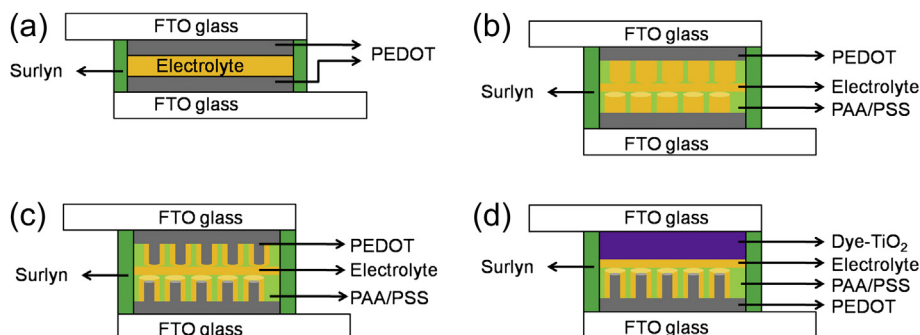 (a)
FTO glass
PEDOT
Electrolyte
Surlyn
FTO glass
(b)
FTO glass
PEDOT
Electrolyte
Surlyn
PAA/PSS
FTO glass
(c)
FTO glass
PEDOT
Electrolyte
Surlyn
PAA/PSS
FTO glass
(d)
FTO glass
Dye-TiO₂
Electrolyte
Surlyn
PAA/PSS
PEDOT
FTO glass